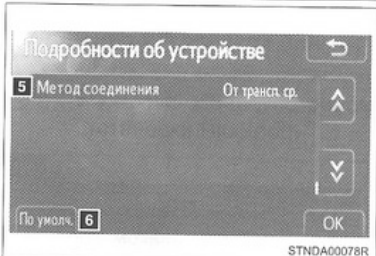 Подробности об устройстве
5 Метод соединения От трансп. ср.
По умолч. 6 OK
STNDA00078R